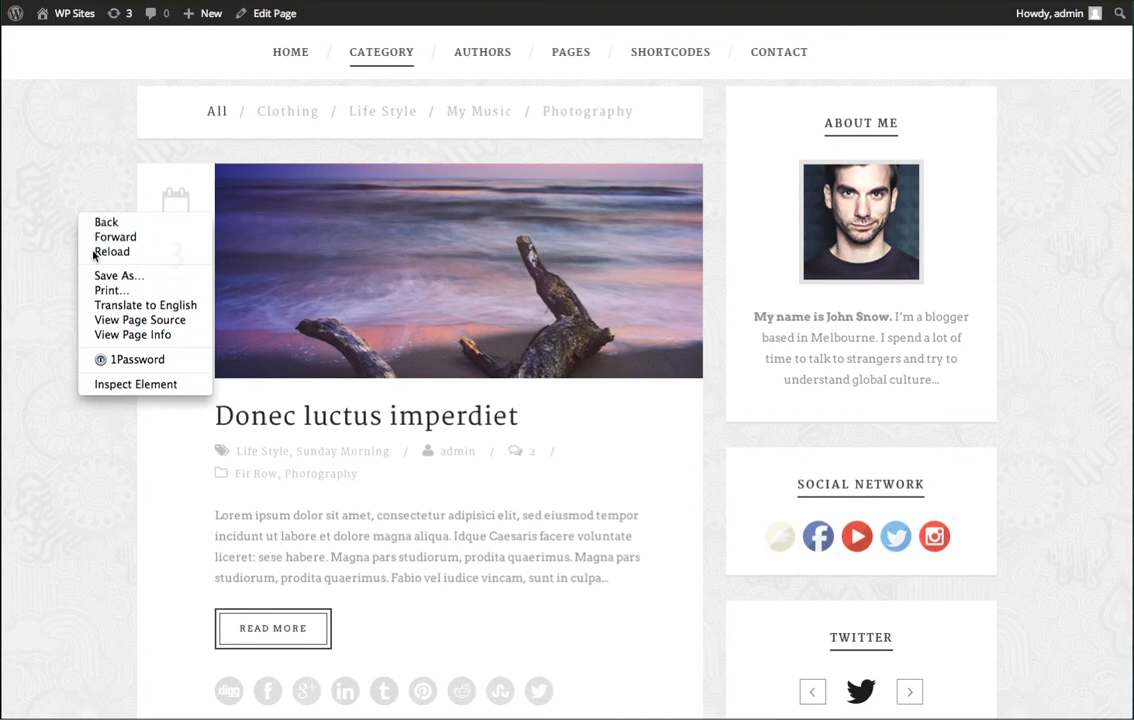 WP Sites 3 0 New Edit Page Howdy, admin
HOME / CATEGORY / AUTHORS / PAGES / SHORTCODES / CONTACT
All / Clothing / Life Style / My Music / Photography
3
Back
Forward
Reload
Save As...
Print...
Translate to English
View Page Source
View Page Info
1Password
Inspect Element
Donec luctus imperdiet
Life Style, Sunday Morning / admin / 2 /
Fit Row, Photography
Lorem ipsum dolor sit amet, consectetur adipisici elit, sed eiusmod tempor
incidunt ut labore et dolore magna aliqua. Idque Caesaris facere voluntate
liceret: sese habere. Magna pars studiorum, prodita quaerimus. Magna pars
studiorum, prodita quaerimus. Fabio vel iudice vincam, sunt in culpa...
READ MORE
digg
ABOUT ME
My name is John Snow. I'm a blogger
based in Melbourne. I spend a lot of
time to talk to strangers and try to
understand global culture...
SOCIAL NETWORK
TWITTER